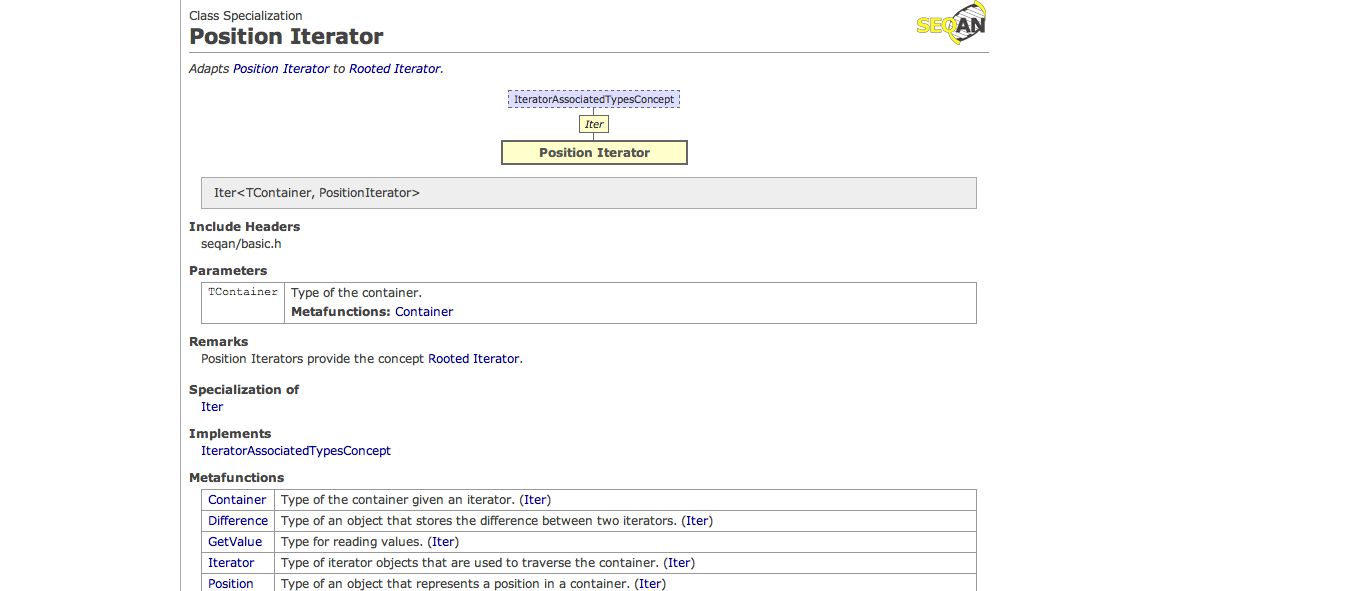 Class Specialization
SEQAN
Position Iterator
Adapts Position Iterator to Rooted Iterator.
IteratorAssociatedTypesConcept
Iter
Position Iterator
Iter<TContainer, PositionIterator>
Include Headers
seqan/basic.h
Parameters
TContainer Type of the container.
Metafunctions: Container
Remarks
Position Iterators provide the concept Rooted Iterator.
Specialization of
Iter
Implements
IteratorAssociatedTypesConcept
Metafunctions
Container Type of the container given an iterator. (Iter)
Difference Type of an object that stores the difference between two iterators. (Iter)
GetValue Type for reading values. (Iter)
Iterator Type of iterator objects that are used to traverse the container. (Iter)
Position Type of an object that represents a position in a container. (Iter)